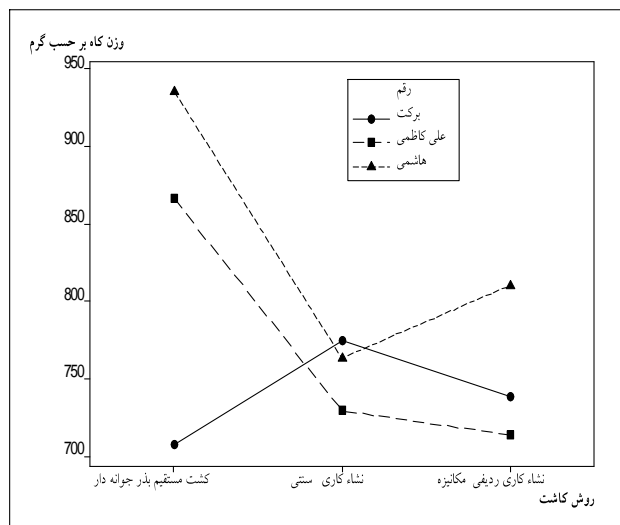 وزن کاه بر حسب گرم
950
900
850
800
750
700
رقم
برکت
علی کاظمی
هاشمی
کشت مستقیم بذر جوانه دار
نشاء کاری سنتی
نشاء کاری ردیفی مکانیزه
روش کاشت